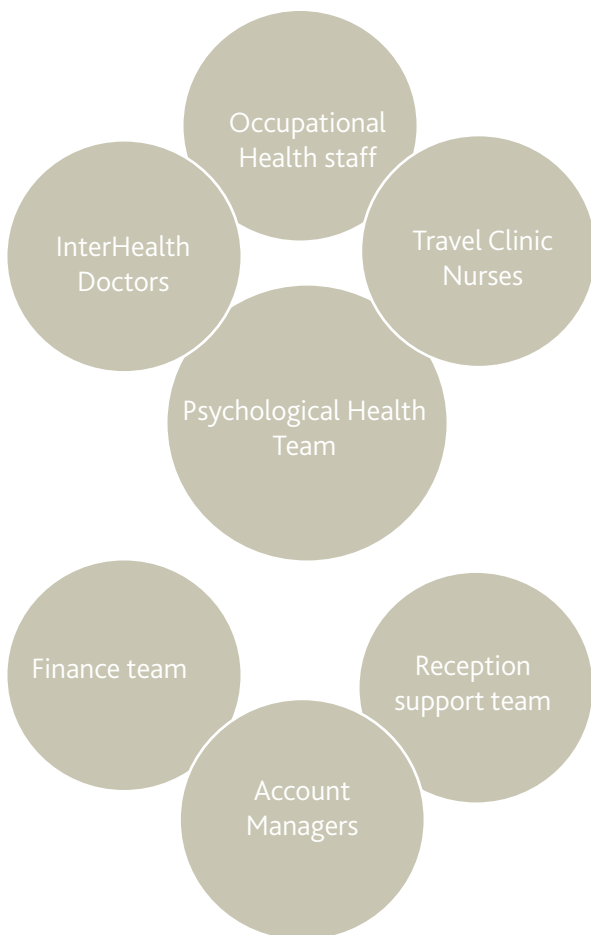 Occupational
Health staff
InterHealth
Doctors
Travel Clinic
Nurses
Psychological Health
Team
Finance team
Reception
support team
Account
Managers